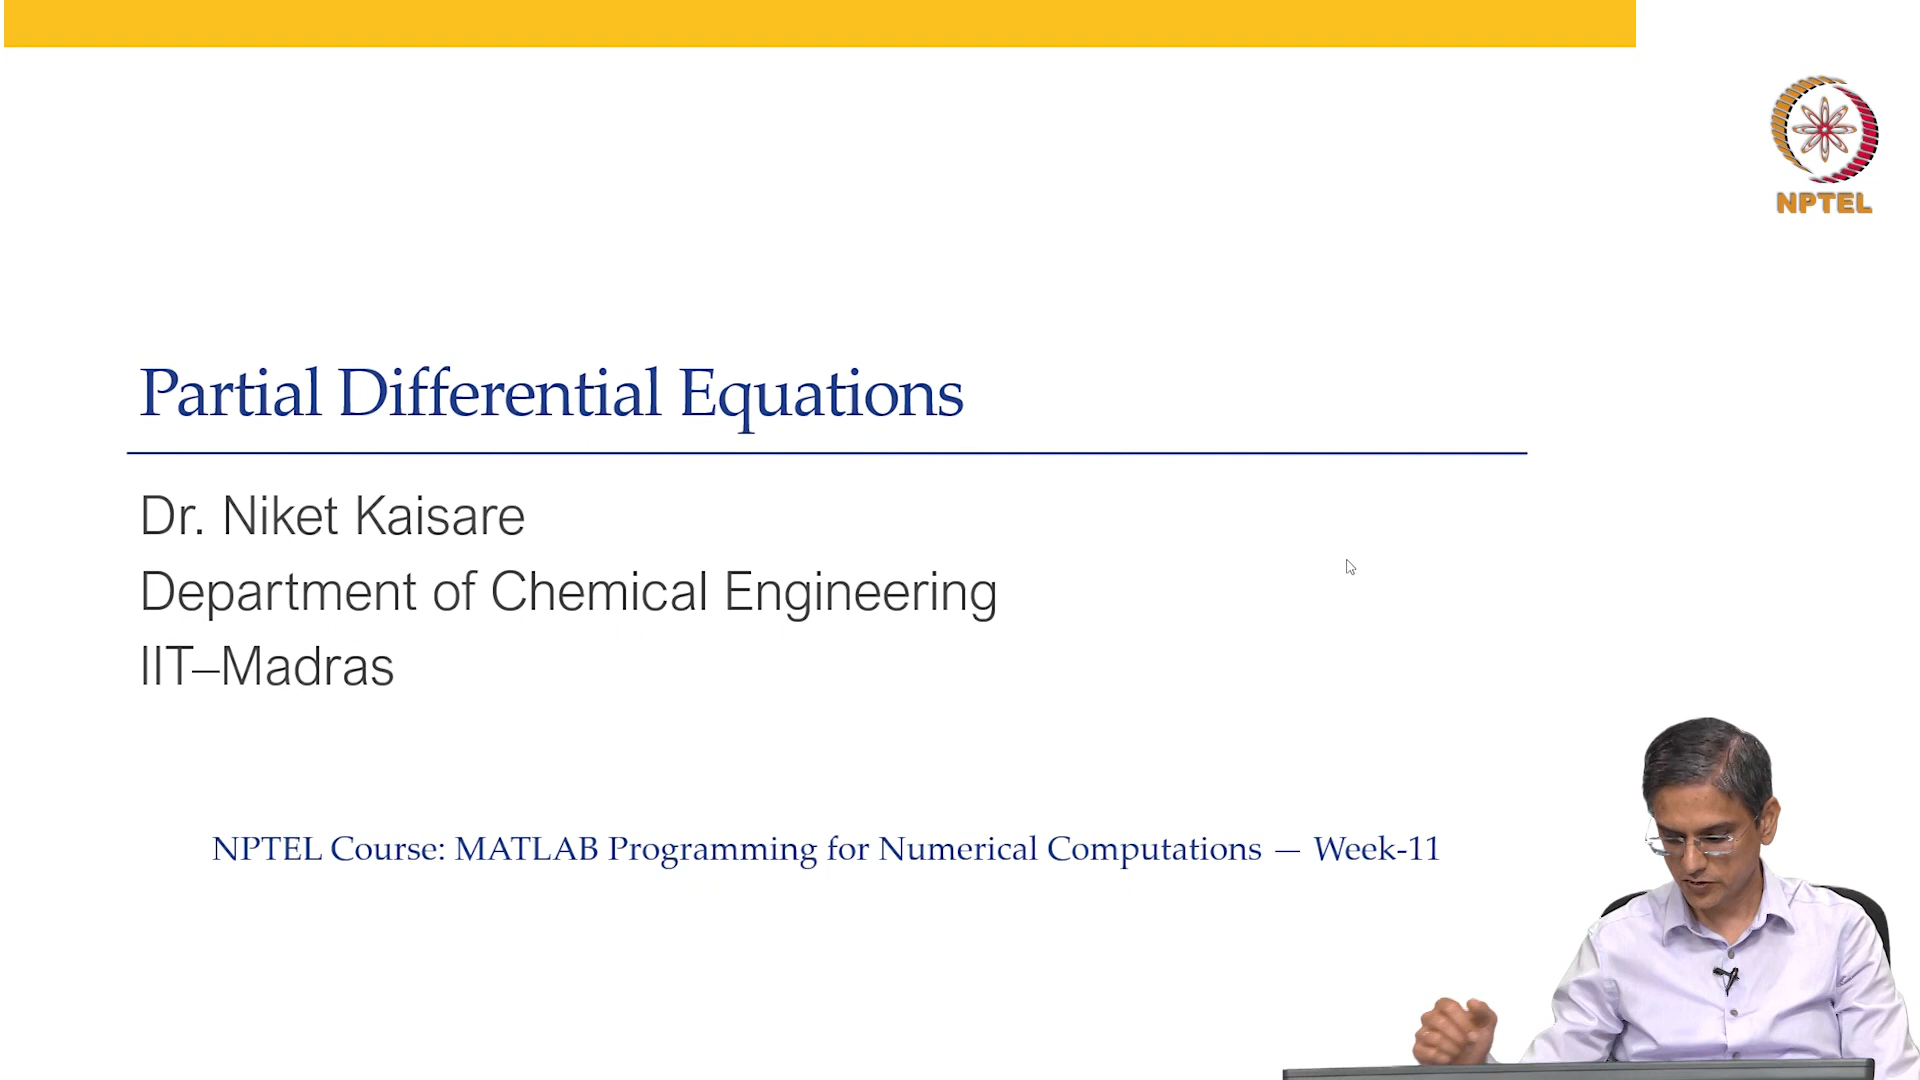 NPTEL
Partial Differential Equations
Dr. Niket Kaisare
Department of Chemical Engineering
IIT–Madras
NPTEL Course: MATLAB Programming for Numerical Computations — Week-11